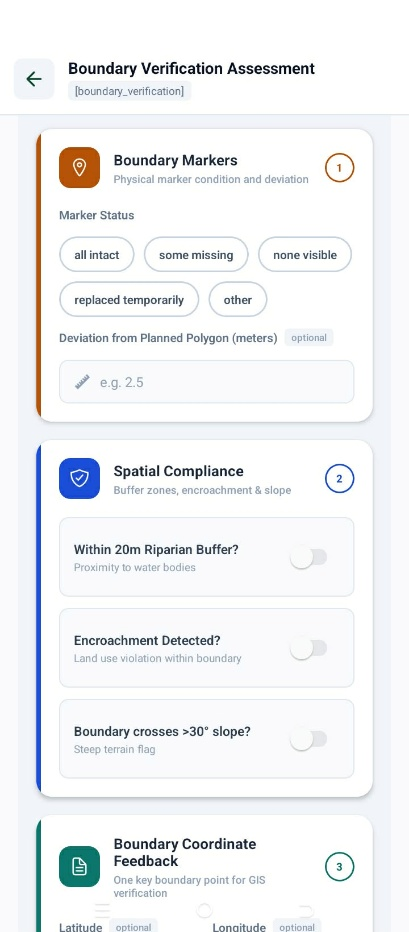 Boundary Verification Assessment
[boundary_verification]
Boundary Markers
Physical marker condition and deviation
1
Marker Status
all intact
some missing
none visible
replaced temporarily
other
Deviation from Planned Polygon (meters) optional
e.g. 2.5
Spatial Compliance
Buffer zones, encroachment & slope
2
Within 20m Riparian Buffer?
Proximity to water bodies
Encroachment Detected?
Land use violation within boundary
Boundary crosses >30° slope?
Steep terrain flag
Boundary Coordinate
Feedback
One key boundary point for GIS
verification
3
Latitude optional
Longitude optional